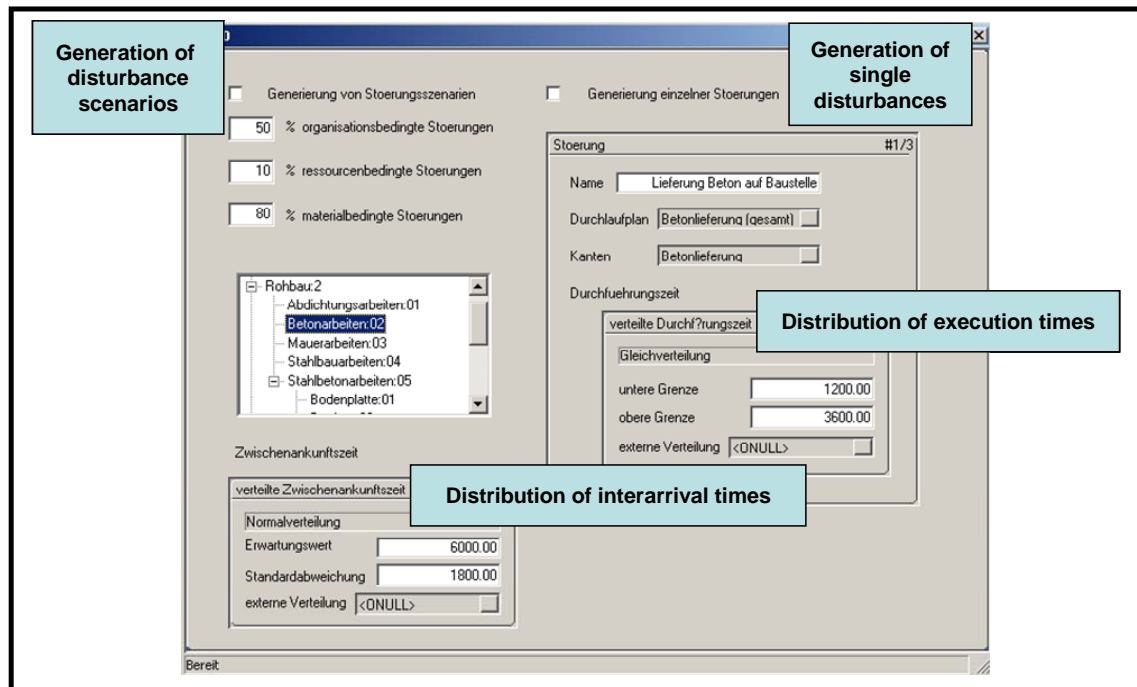 Generation of
disturbance
scenarios
Generation of
single
disturbances
Generierung von Stoerungsszenarien
50 % organisationsbedingte Stoerungen
10 % ressourcenbedingte Stoerungen
80 % materialbedingte Stoerungen
Rohbau:2
Abdichtungsarbeiten:01
Betonarbeiten:02
Mauerarbeiten:03
Stahlbauarbeiten:04
Stahlbetonarbeiten:05
Bodenplatte:01
Zwischenankunftszeit
Distribution of interarrival times
verteilte Zwischenankunftszeit
Normalverteilung
Erwartungswert 6000.00
Standardabweichung 1800.00
externe Verteilung <ONULL>
Generierung einzelner Stoerungen
Stoerung #1/3
Name Lieferung Beton auf Baustelle
Durchlaufplan Betonlieferung (gesamt)
Kanten Betonlieferung
Durchfuehrungszeit
Distribution of execution times
verteilte Durchf?rungszeit
Gleichverteilung
untere Grenze 1200.00
obere Grenze 3600.00
externe Verteilung <ONULL>
Bereit